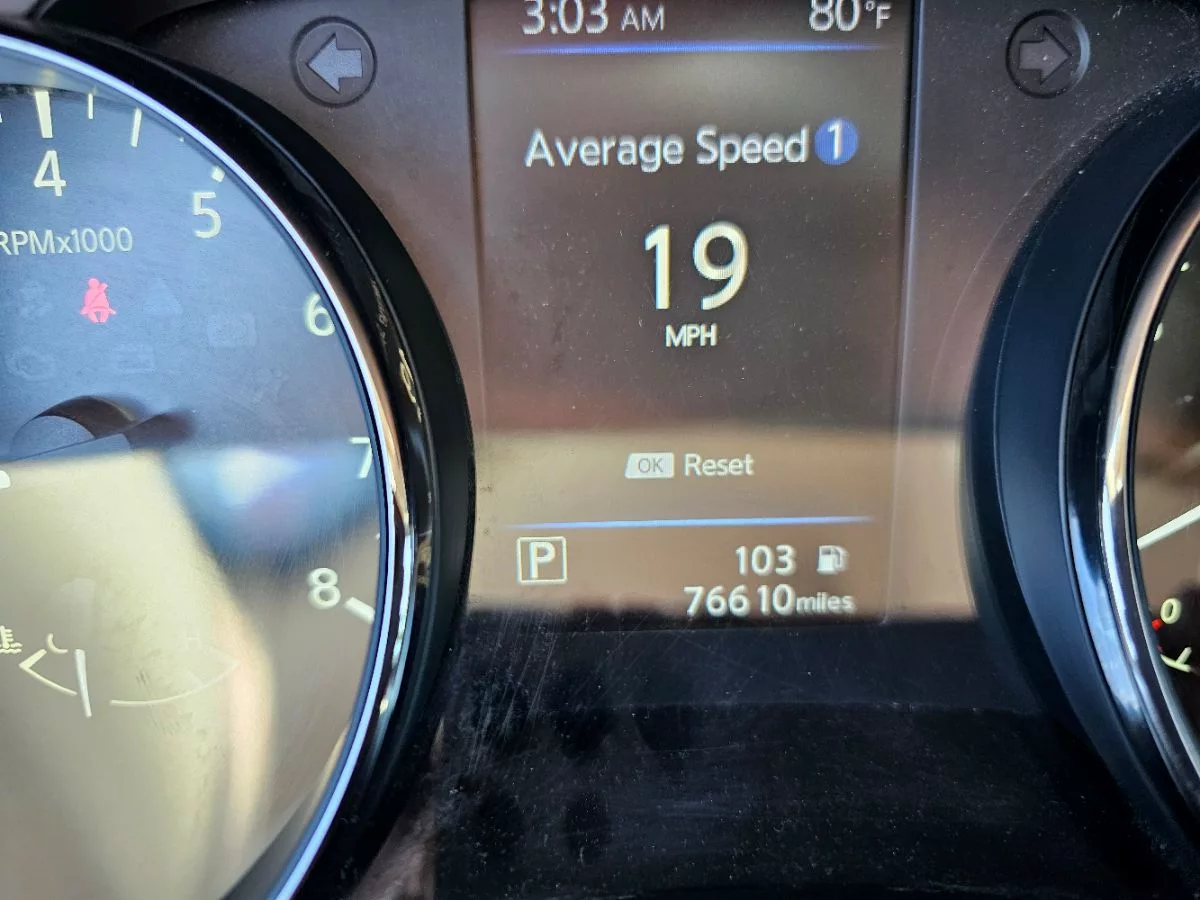 3:03 AM 80°F
Average Speed 1
4
5
RPMx1000
6
7
8
19
MPH
OK Reset
P 103
76610 miles
C
H
0